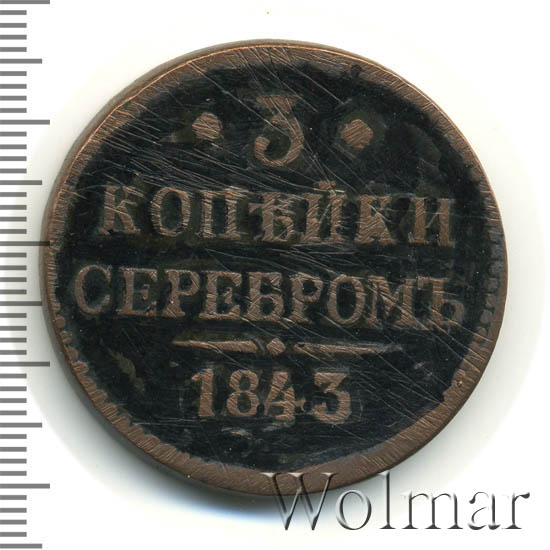 • 3 •
КОПѢЙКИ
СЕРЕБРОМЪ
1843
Wolmar